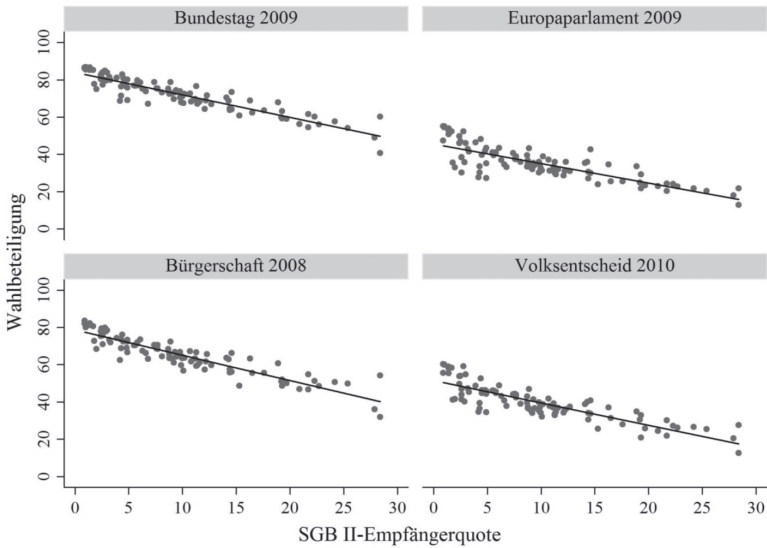 Bundestag 2009 Europaparlament 2009
100
80
60
40
20
0
Bürgerschaft 2008 Volksentscheid 2010
100
80
60
40
20
0
0 5 10 15 20 25 30 0 5 10 15 20 25 30
SGB II-Empfängerquote
Wahlbeteiligung